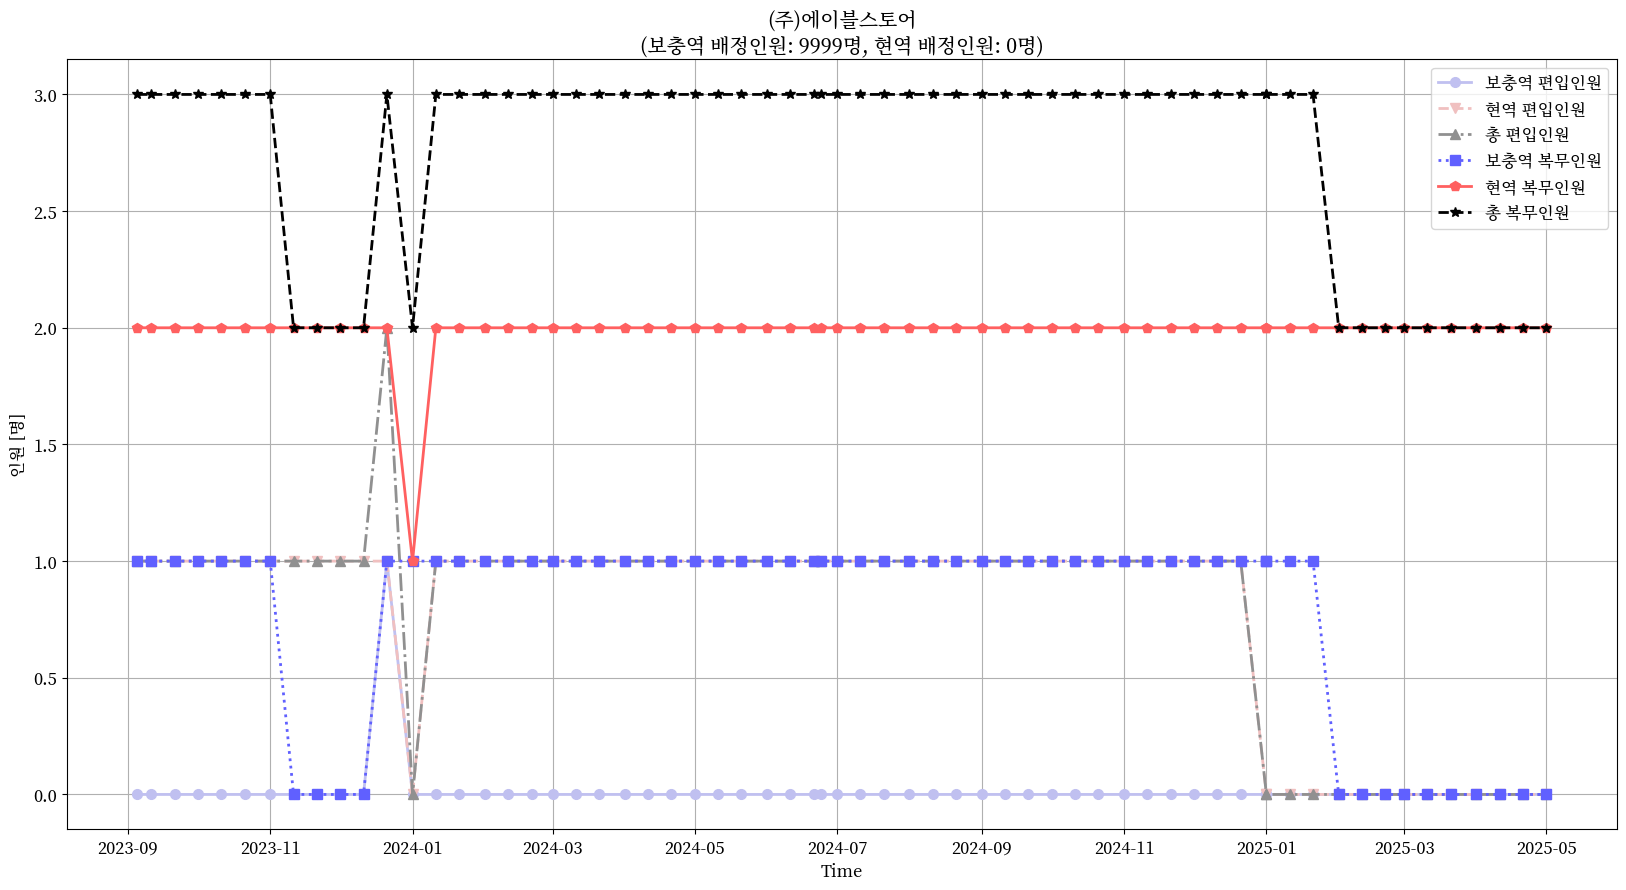 (주)에이블스토어
(보충역 배정인원: 9999명, 현역 배정인원: 0명)
보충역 편입인원
현역 편입인원
총 편입인원
보충역 복무인원
현역 복무인원
총 복무인원
3.0
2.5
2.0
1.5
1.0
0.5
0.0
인원 [명]
2023-09 2023-11 2024-01 2024-03 2024-05 2024-07 2024-09 2024-11 2025-01 2025-03 2025-05
Time